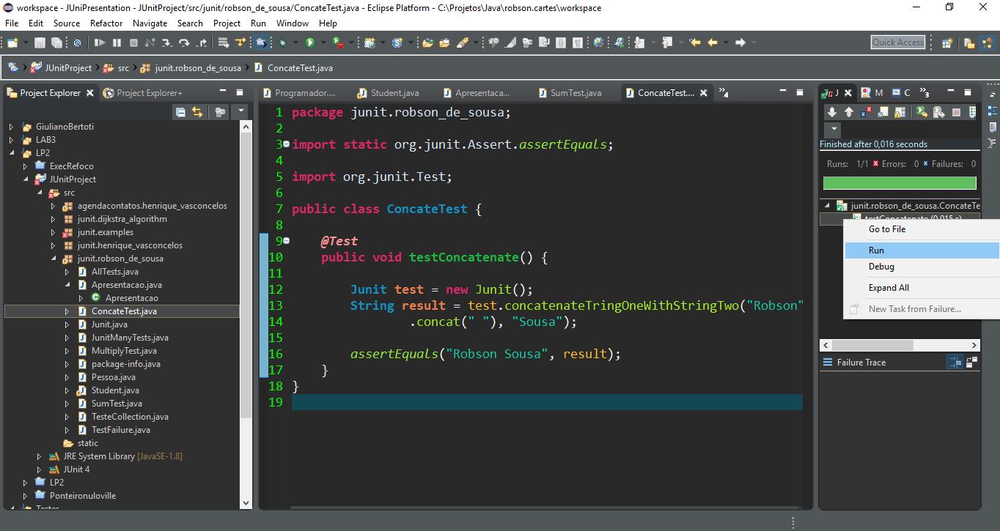 workspace - JUniPresentation - JUnitProject/src/junit/robson_de_sousa/ConcateTest.java - Eclipse Platform - C:\Projetos\Java\robson.cartes\workspace
File Edit Source Refactor Navigate Search Project Run Window Help
Quick Access
JUnitProject src junit.robson_de_sousa ConcateTest.java
Project Explorer Project Explorer+
GiulianoBertoti
LAB3
LP2
ExecRefoco
JUnitProject
src
agendacontatos.henrique_vasconcelos
junit.dijkstra_algorithm
junit.examples
junit.henrique_vasconcelos
junit.robson_de_sousa
AllTests.java
Apresentacao.java
Apresentacao
ConcateTest.java
Junit.java
JunitManyTests.java
MultiplyTest.java
package-info.java
Pessoa.java
Student.java
SumTest.java
TesteCollection.java
TestFailure.java
static
JRE System Library [JavaSE-1.8]
JUnit 4
LP2
Ponteironuloville
Testes
Programador.... Student.java Apresentaca... SumTest.java ConcateTest.... 4
1 package junit.robson_de_sousa;
2
3 import static org.junit.Assert.assertEquals;
4
5 import org.junit.Test;
6
7 public class ConcateTest {
8
9 @Test
10 public void testConcatenate() {
11
12 Junit test = new Junit();
13 String result = test.concatenateTringOneWithStringTwo("Robson"
14 .concat(" "), "Sousa");
15
16 assertEquals("Robson Sousa", result);
17 }
18 }
19
J M C 3
Finished after 0,016 seconds
Runs: 1/1 Errors: 0 Failures: 0
junit.robson_de_sousa.ConcateTe
testConcatenate (0,015 s)
Go to File
Run
Debug
Expand All
New Task from Failure...
Failure Trace